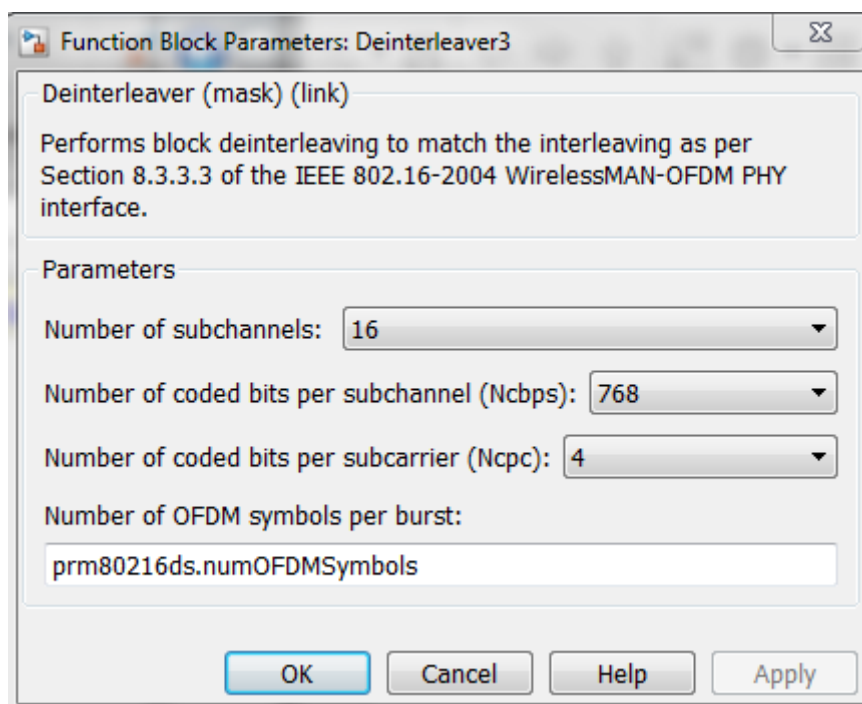 Function Block Parameters: Deinterleaver3
Deinterleaver (mask) (link)
Performs block deinterleaving to match the interleaving as per
Section 8.3.3.3 of the IEEE 802.16-2004 WirelessMAN-OFDM PHY
interface.
Parameters
Number of subchannels: 16
Number of coded bits per subchannel (Ncbps): 768
Number of coded bits per subcarrier (Ncpc): 4
Number of OFDM symbols per burst:
prm80216ds.numOFDMSymbols
OK Cancel Help Apply